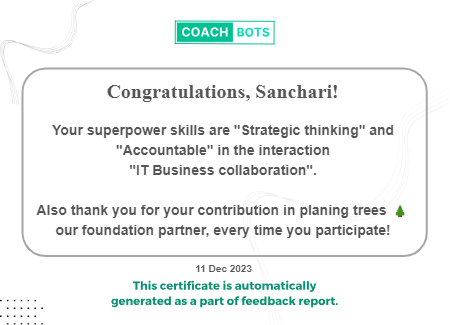 COACH BOTS
Congratulations, Sanchari!
Your superpower skills are "Strategic thinking" and
"Accountable" in the interaction
"IT Business collaboration".
Also thank you for your contribution in planing trees 🌲
our foundation partner, every time you participate!
11 Dec 2023
This certificate is automatically
generated as a part of feedback report.